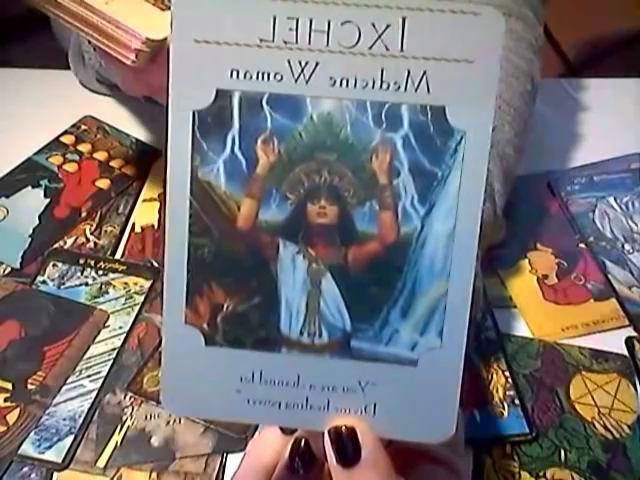 IXCHEL
Medicine Woman
"You are a channel for
Divine healing power."